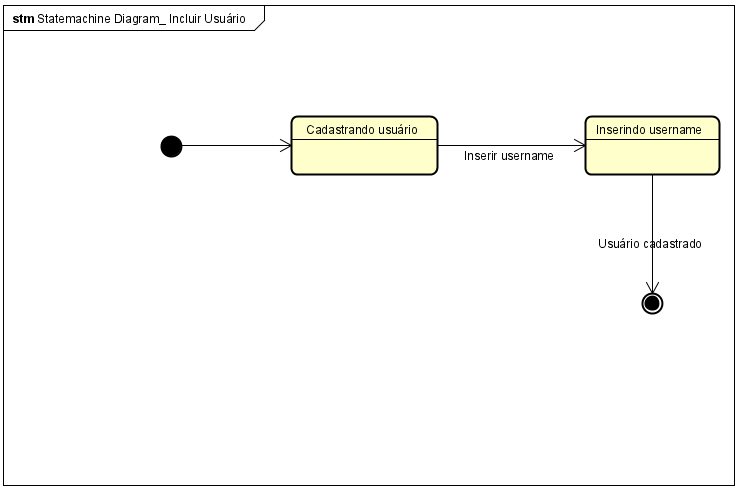 stm Statemachine Diagram_ Incluir Usuário
Cadastrando usuário
Inserir username
Inserindo username
Usuário cadastrado